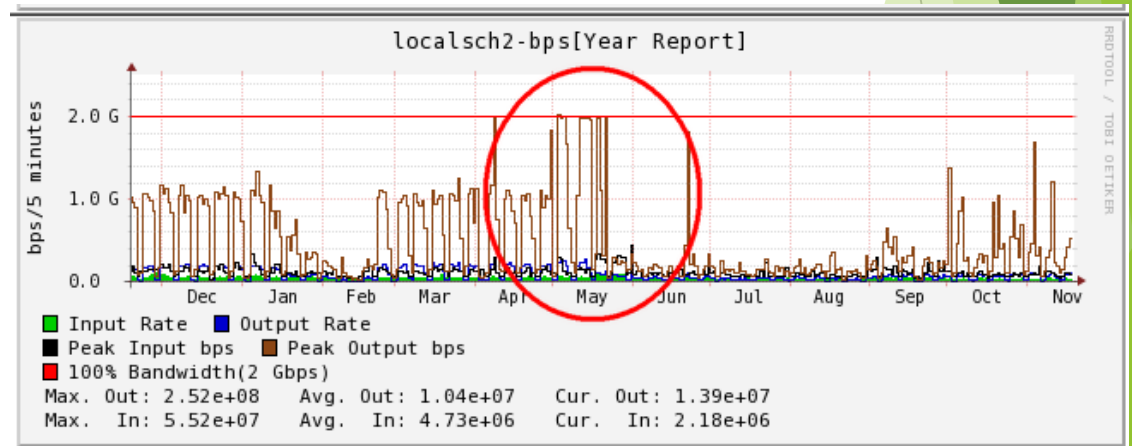 localsch2-bps[Year Report]
RRDTOOL / TOBI OETIKER
bps/5 minutes
2.0 G
1.0 G
0.0
Dec Jan Feb Mar Apr May Jun Jul Aug Sep Oct Nov
Input Rate Output Rate
Peak Input bps Peak Output bps
100% Bandwidth(2 Gbps)
Max. Out: 2.52e+08 Avg. Out: 1.04e+07 Cur. Out: 1.39e+07
Max. In: 5.52e+07 Avg. In: 4.73e+06 Cur. In: 2.18e+06